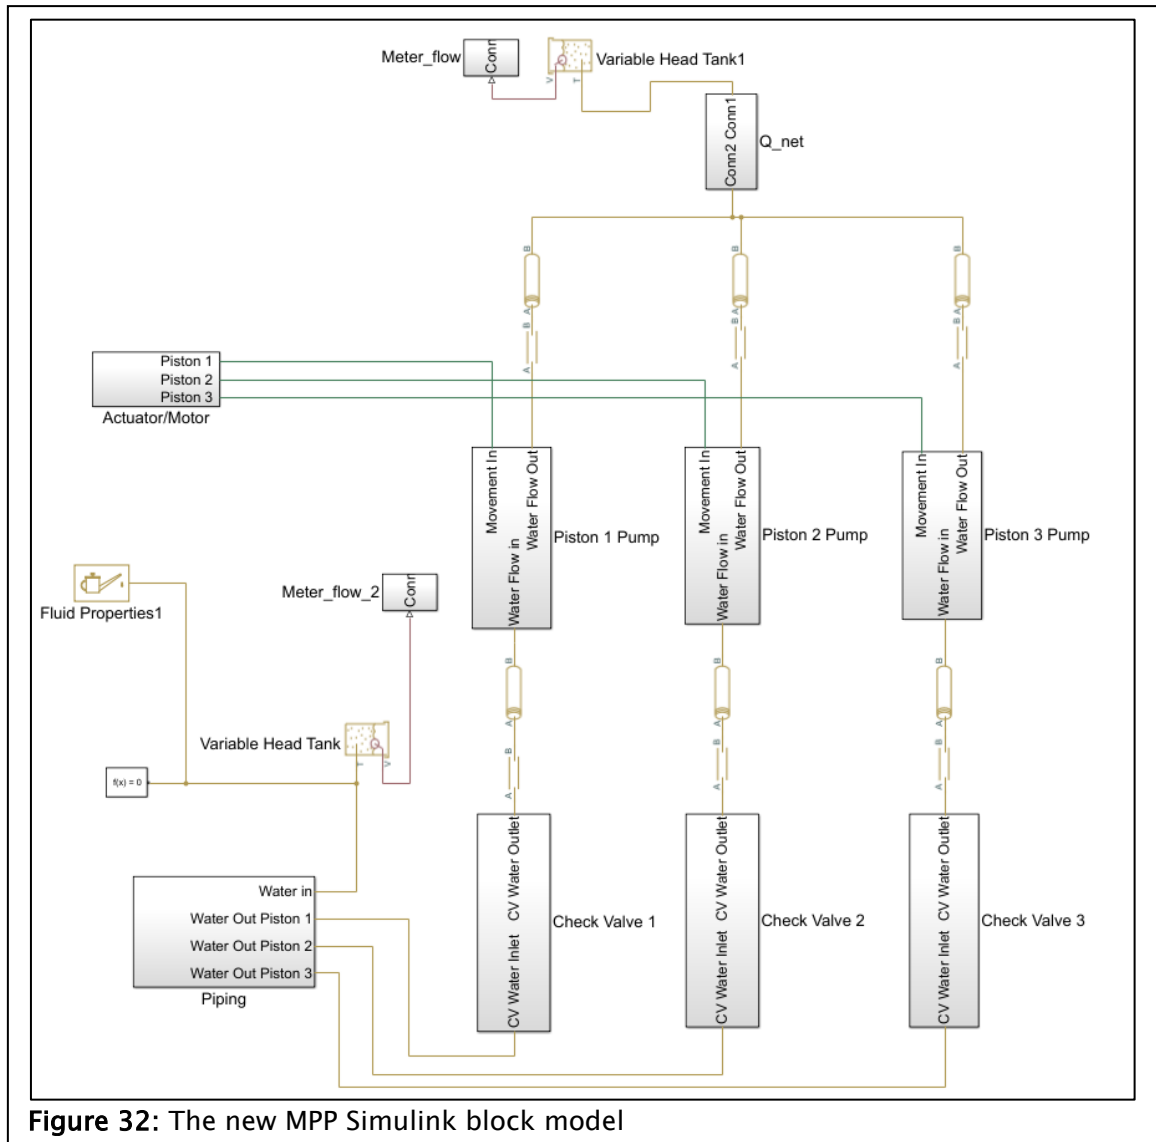 Meter_flow
Conn
V
T
Variable Head Tank1
Conn2 Conn1
Q_net
B
B
B
A
A
A
B
B
B
A
A
A
Piston 1
Piston 2
Piston 3
Actuator/Motor
Movement In
Water Flow in
Water Flow Out
Piston 1 Pump
Movement In
Water Flow in
Water Flow Out
Piston 2 Pump
Movement In
Water Flow in
Water Flow Out
Piston 3 Pump
Fluid Properties1
Meter_flow_2
Conn
B
B
B
A
A
A
Variable Head Tank
T
V
B
B
B
A
A
A
f(x) = 0
Water in
Water Out Piston 1
Water Out Piston 2
Water Out Piston 3
Piping
CV Water Inlet CV Water Outlet
Check Valve 1
CV Water Inlet CV Water Outlet
Check Valve 2
CV Water Inlet CV Water Outlet
Check Valve 3
Figure 32: The new MPP Simulink block model